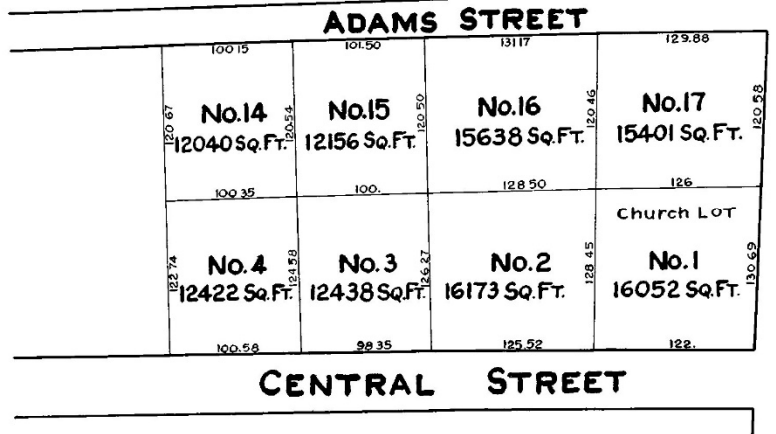 ADAMS STREET
100 15 101.50 131 17 129.88
120 67 No.14 120.54 No.15 120 50 No.16 120 46 No.17 120 58
12040 SQ.FT. 12156 SQ.FT. 15638 SQ.FT. 15401 SQ.FT.
100 35 100. 128 50 126
Church LOT
122 74 No.4 124.58 No.3 126.27 No.2 128 45 No.1 130 69
12422 SQ.FT. 12438 SQ.FT. 16173 SQ.FT. 16052 SQ.FT.
100.58 98 35 125.52 122.
CENTRAL STREET